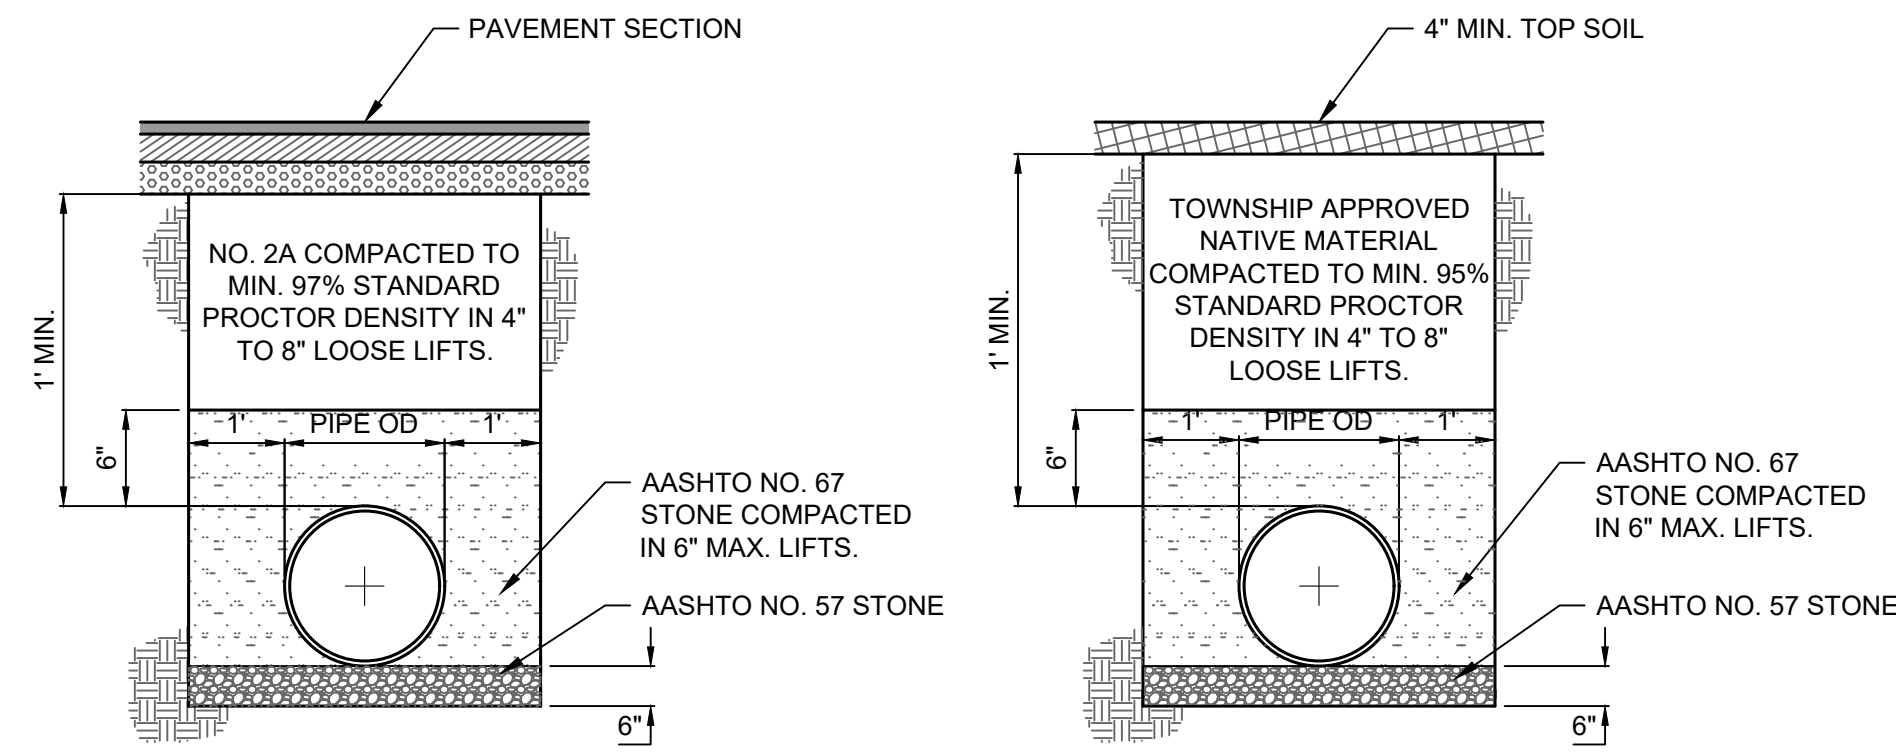 PAVEMENT SECTION
NO. 2A COMPACTED TO
MIN. 97% STANDARD
PROCTOR DENSITY IN 4"
TO 8" LOOSE LIFTS.
1' MIN.
6"
1'
PIPE OD
1'
AASHTO NO. 67
STONE COMPACTED
IN 6" MAX. LIFTS.
AASHTO NO. 57 STONE
6"
4" MIN. TOP SOIL
TOWNSHIP APPROVED
NATIVE MATERIAL
COMPACTED TO MIN. 95%
STANDARD PROCTOR
DENSITY IN 4" TO 8"
LOOSE LIFTS.
1' MIN.
6"
1'
PIPE OD
1'
AASHTO NO. 67
STONE COMPACTED
IN 6" MAX. LIFTS.
AASHTO NO. 57 STONE
6"